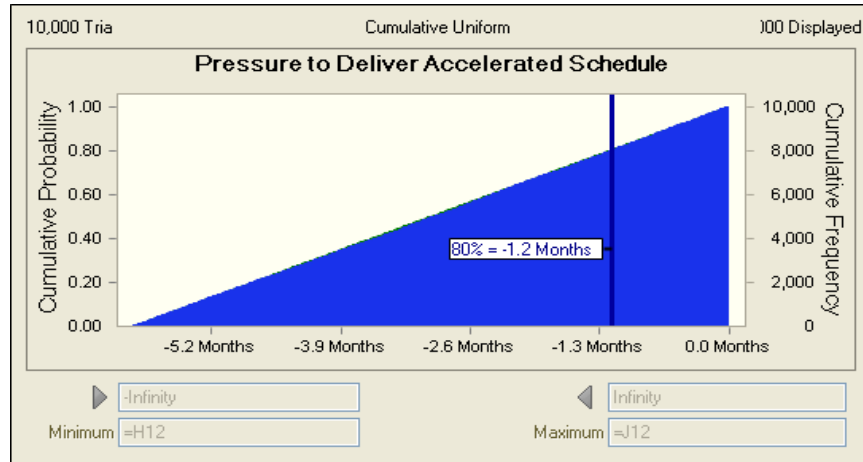 10,000 Tria Cumulative Uniform 000 Displayed
Pressure to Deliver Accelerated Schedule
Cumulative Probability
1.00
0.80
0.60
0.40
0.20
0.00
80% = -1.2 Months
10,000
8,000
6,000
4,000
2,000
0
Cumulative Frequency
-5.2 Months -3.9 Months -2.6 Months -1.3 Months 0.0 Months
-Infinity Infinity
Minimum =H12 Maximum =J12